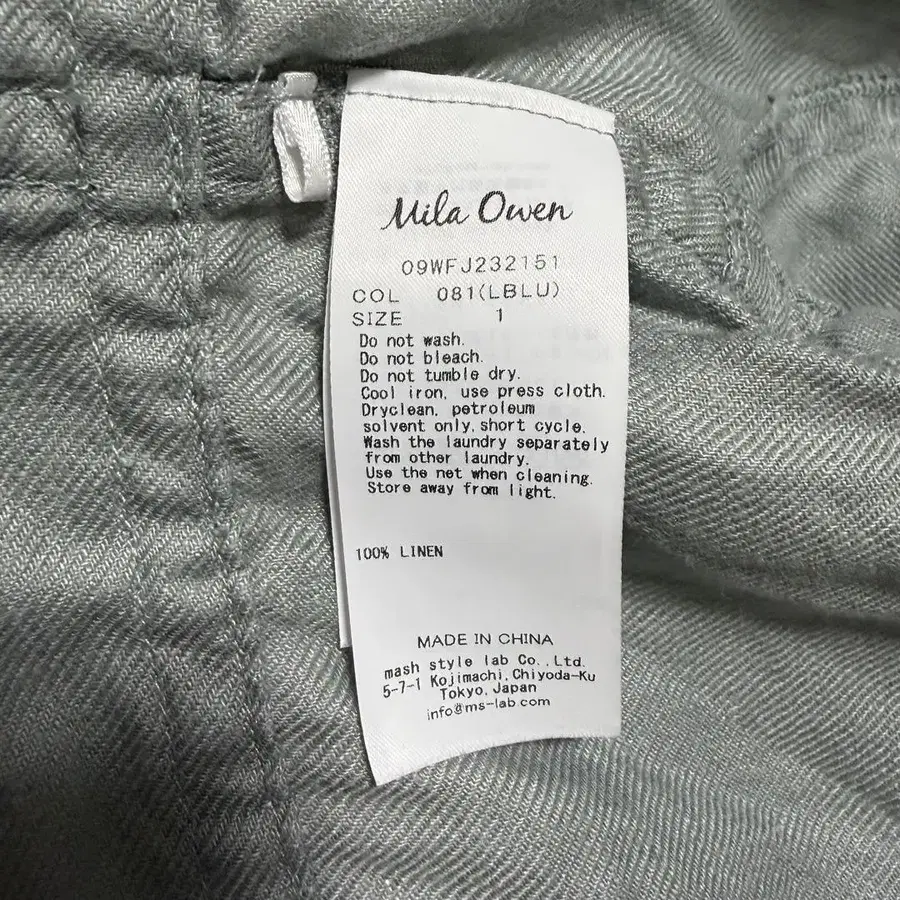 Mila Owen
09WFJ232151
COL 081(LBLU)
SIZE 1
Do not wash.
Do not bleach.
Do not tumble dry.
Cool iron, use press cloth.
Dryclean, petroleum
solvent only, short cycle.
Wash the laundry separately
from other laundry.
Use the net when cleaning.
Store away from light.
100% LINEN
MADE IN CHINA
mash style lab Co., Ltd.
5-7-1 Kojimachi, Chiyoda-Ku
Tokyo, Japan
info@ms-lab.com